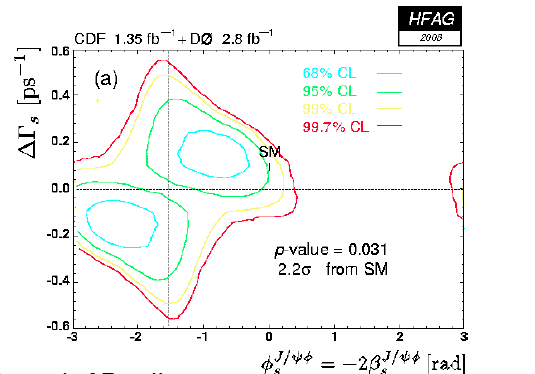 HFAG
2008
CDF 1.35 fb⁻¹ + DØ 2.8 fb⁻¹
ΔΓₛ [ps⁻¹]
(a)
68% CL
95% CL
99% CL
99.7% CL
SM
p-value = 0.031
2.2σ from SM
0.6
0.4
0.2
0.0
-0.2
-0.4
-0.6
-3 -2 -1 0 1 2 3
ϕₛ^{J/ψϕ} = −2βₛ^{J/ψϕ} [rad]